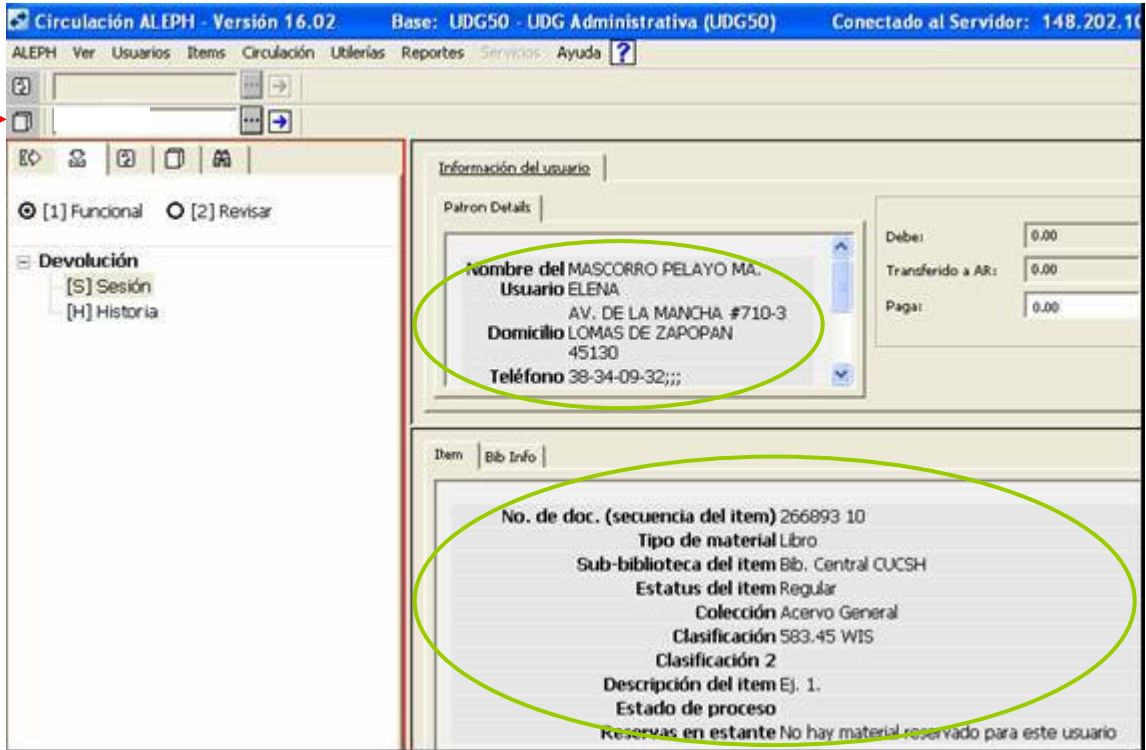 Circulación ALEPH - Versión 16.02 Base: UDG50 - UDG Administrativa (UDG50) Conectado al Servidor: 148.202.10
ALEPH Ver Usuarios Items Circulación Utilerías Reportes Servicios Ayuda ?
[1] Funcional [2] Revisar
Devolución
[S] Sesión
[H] Historia
Información del usuario
Patron Details
Nombre del Usuario MASCORRO PELAYO MA. ELENA
Domicilio AV. DE LA MANCHA #710-3
LOMAS DE ZAPOPAN
45130
Teléfono 38-34-09-32;;;
Debe: 0.00
Transferido a AR: 0.00
Paga: 0.00
Item Bib Info
No. de doc. (secuencia del item) 266893 10
Tipo de material Libro
Sub-biblioteca del item Bib. Central CUCSH
Estatus del item Regular
Colección Acervo General
Clasificación 583.45 WIS
Clasificación 2
Descripción del item Ej. 1.
Estado de proceso
Reservas en estante No hay material reservado para este usuario